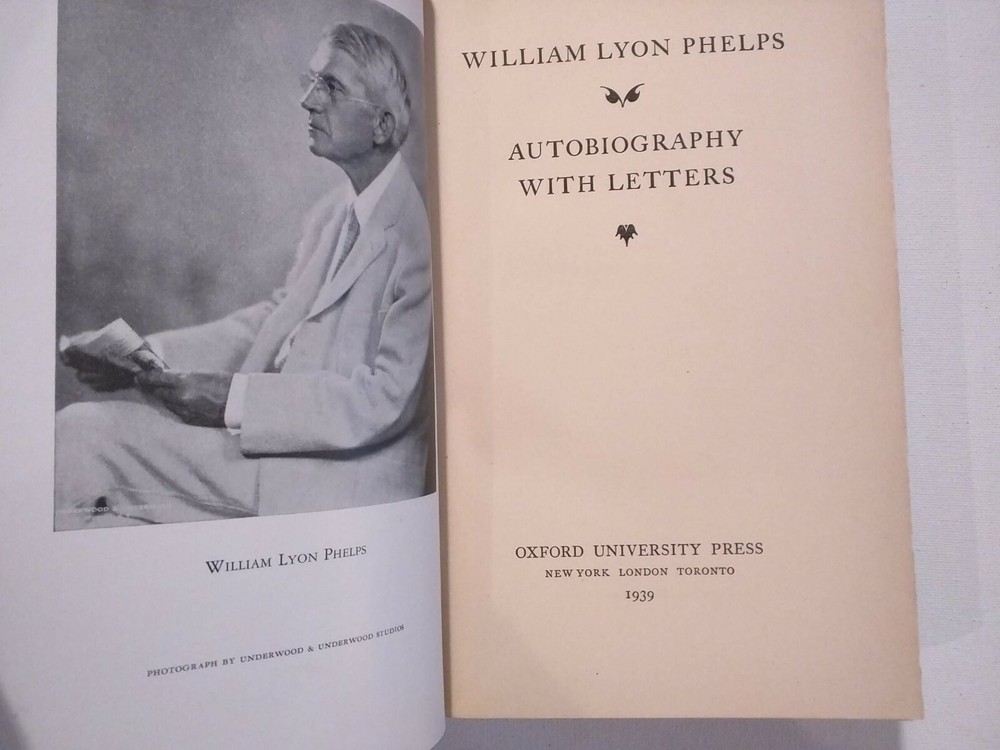 WILLIAM LYON PHELPS
PHOTOGRAPH BY UNDERWOOD & UNDERWOOD STUDIOS
WILLIAM LYON PHELPS
AUTOBIOGRAPHY
WITH LETTERS
OXFORD UNIVERSITY PRESS
NEW YORK LONDON TORONTO
1939